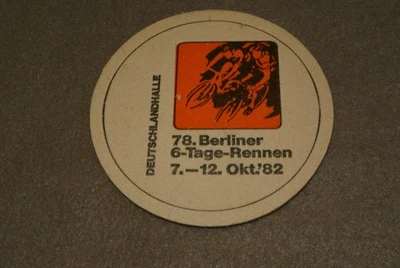 DEUTSCHLANDHALLE
78. Berliner
6-Tage-Rennen
7.—12. Okt.'82